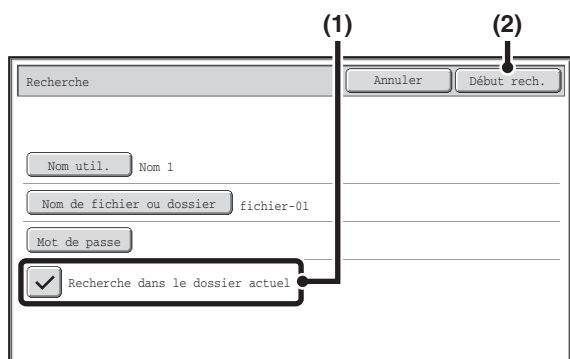 (1) (2)
Recherche Annuler Début rech.
Nom util. Nom 1
Nom de fichier ou dossier fichier-01
Mot de passe
Recherche dans le dossier actuel